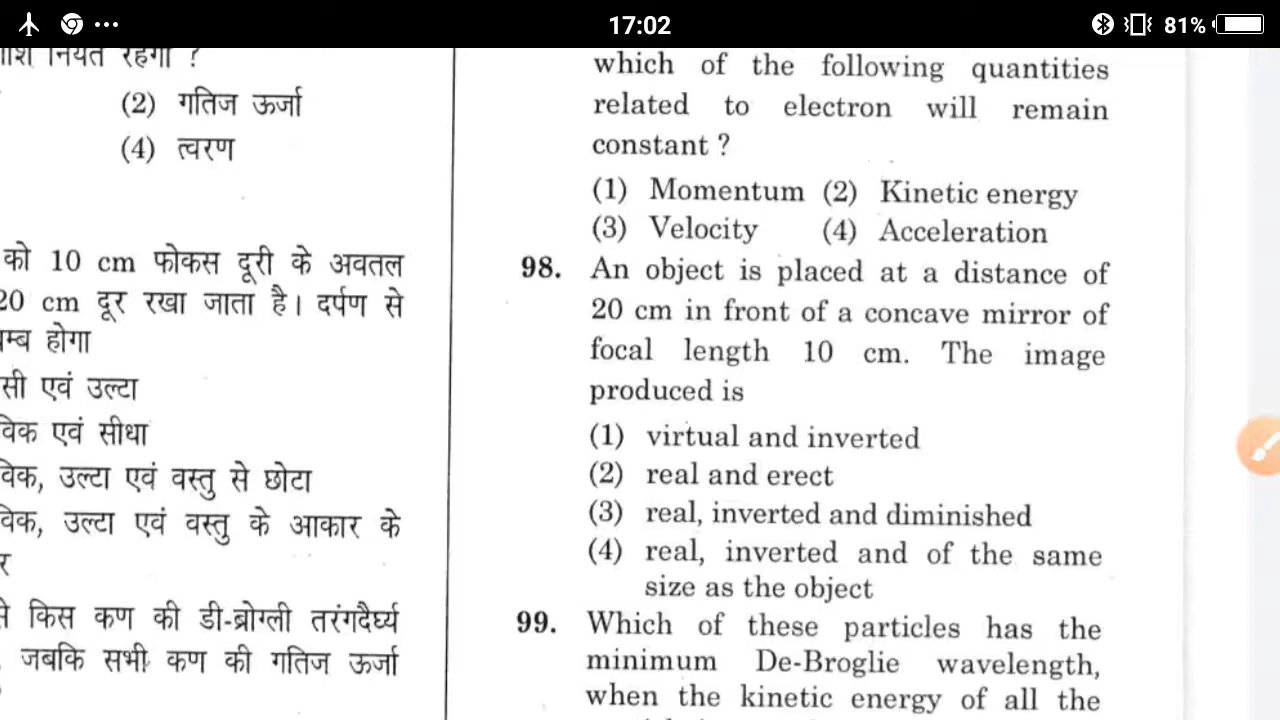 17:02
81%
नियत रहेगी ?
(2) गतिज ऊर्जा
(4) त्वरण
को 10 cm फोकस दूरी के अवतल
20 cm दूर रखा जाता है। दर्पण से
होगा
एवं उल्टा
एवं सीधा
उल्टा एवं वस्तु से छोटा
उल्टा एवं वस्तु के आकार के
किस कण की डी-ब्रोग्ली तरंगदैर्घ्य
जबकि सभी कण की गतिज ऊर्जा
which of the following quantities
related to electron will remain
constant ?
(1) Momentum (2) Kinetic energy
(3) Velocity (4) Acceleration
98. An object is placed at a distance of
20 cm in front of a concave mirror of
focal length 10 cm. The image
produced is
(1) virtual and inverted
(2) real and erect
(3) real, inverted and diminished
(4) real, inverted and of the same
size as the object
99. Which of these particles has the
minimum De-Broglie wavelength,
when the kinetic energy of all the